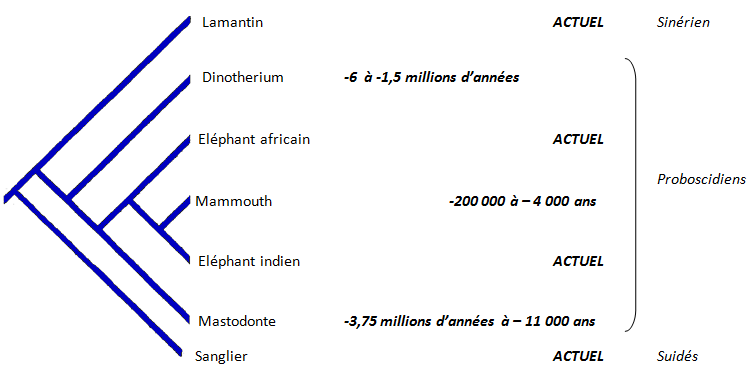 Lamantin ACTUEL Sinérien
Dinotherium -6 à -1,5 millions d’années
Eléphant africain ACTUEL
Proboscidiens
Mammouth -200 000 à – 4 000 ans
Eléphant indien ACTUEL
Mastodonte -3,75 millions d’années à – 11 000 ans
Sanglier ACTUEL Suidés